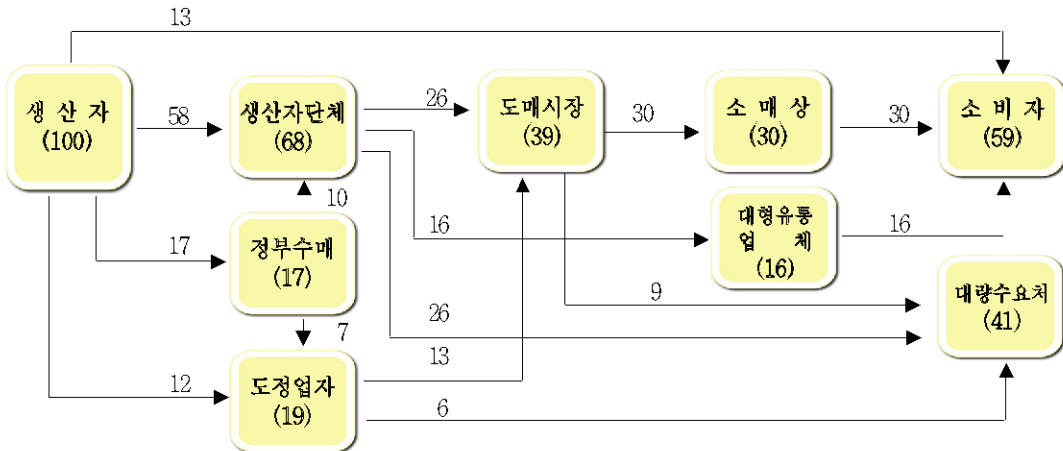 13
생 산 자
(100)
58
생산자단체
(68)
26
도매시장
(39)
30
소 매 상
(30)
30
소 비 자
(59)
10
16
대형유통
업 체
(16)
16
17
정부수매
(17)
9
대량수요처
(41)
26
7
13
12
도정업자
(19)
6